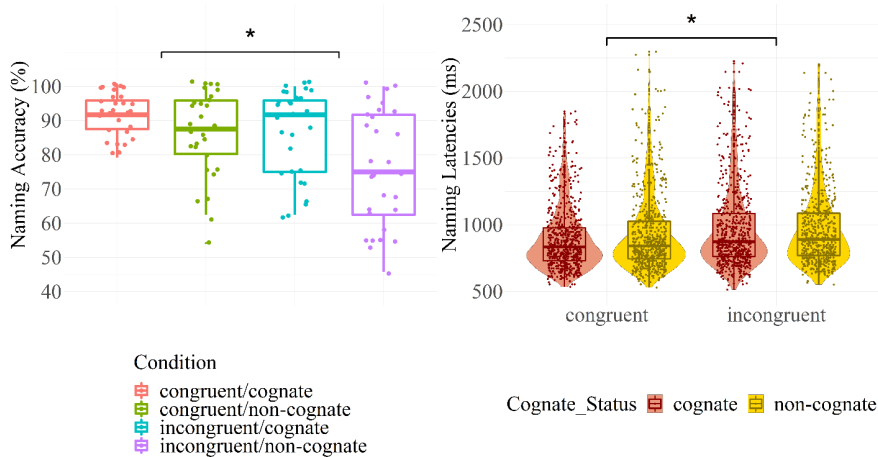 *
Naming Accuracy (%)
100
90
80
70
60
50
40
Condition
congruent/cognate
congruent/non-cognate
incongruent/cognate
incongruent/non-cognate
*
Naming Latencies (ms)
2500
2000
1500
1000
500
congruent incongruent
Cognate_Status cognate non-cognate